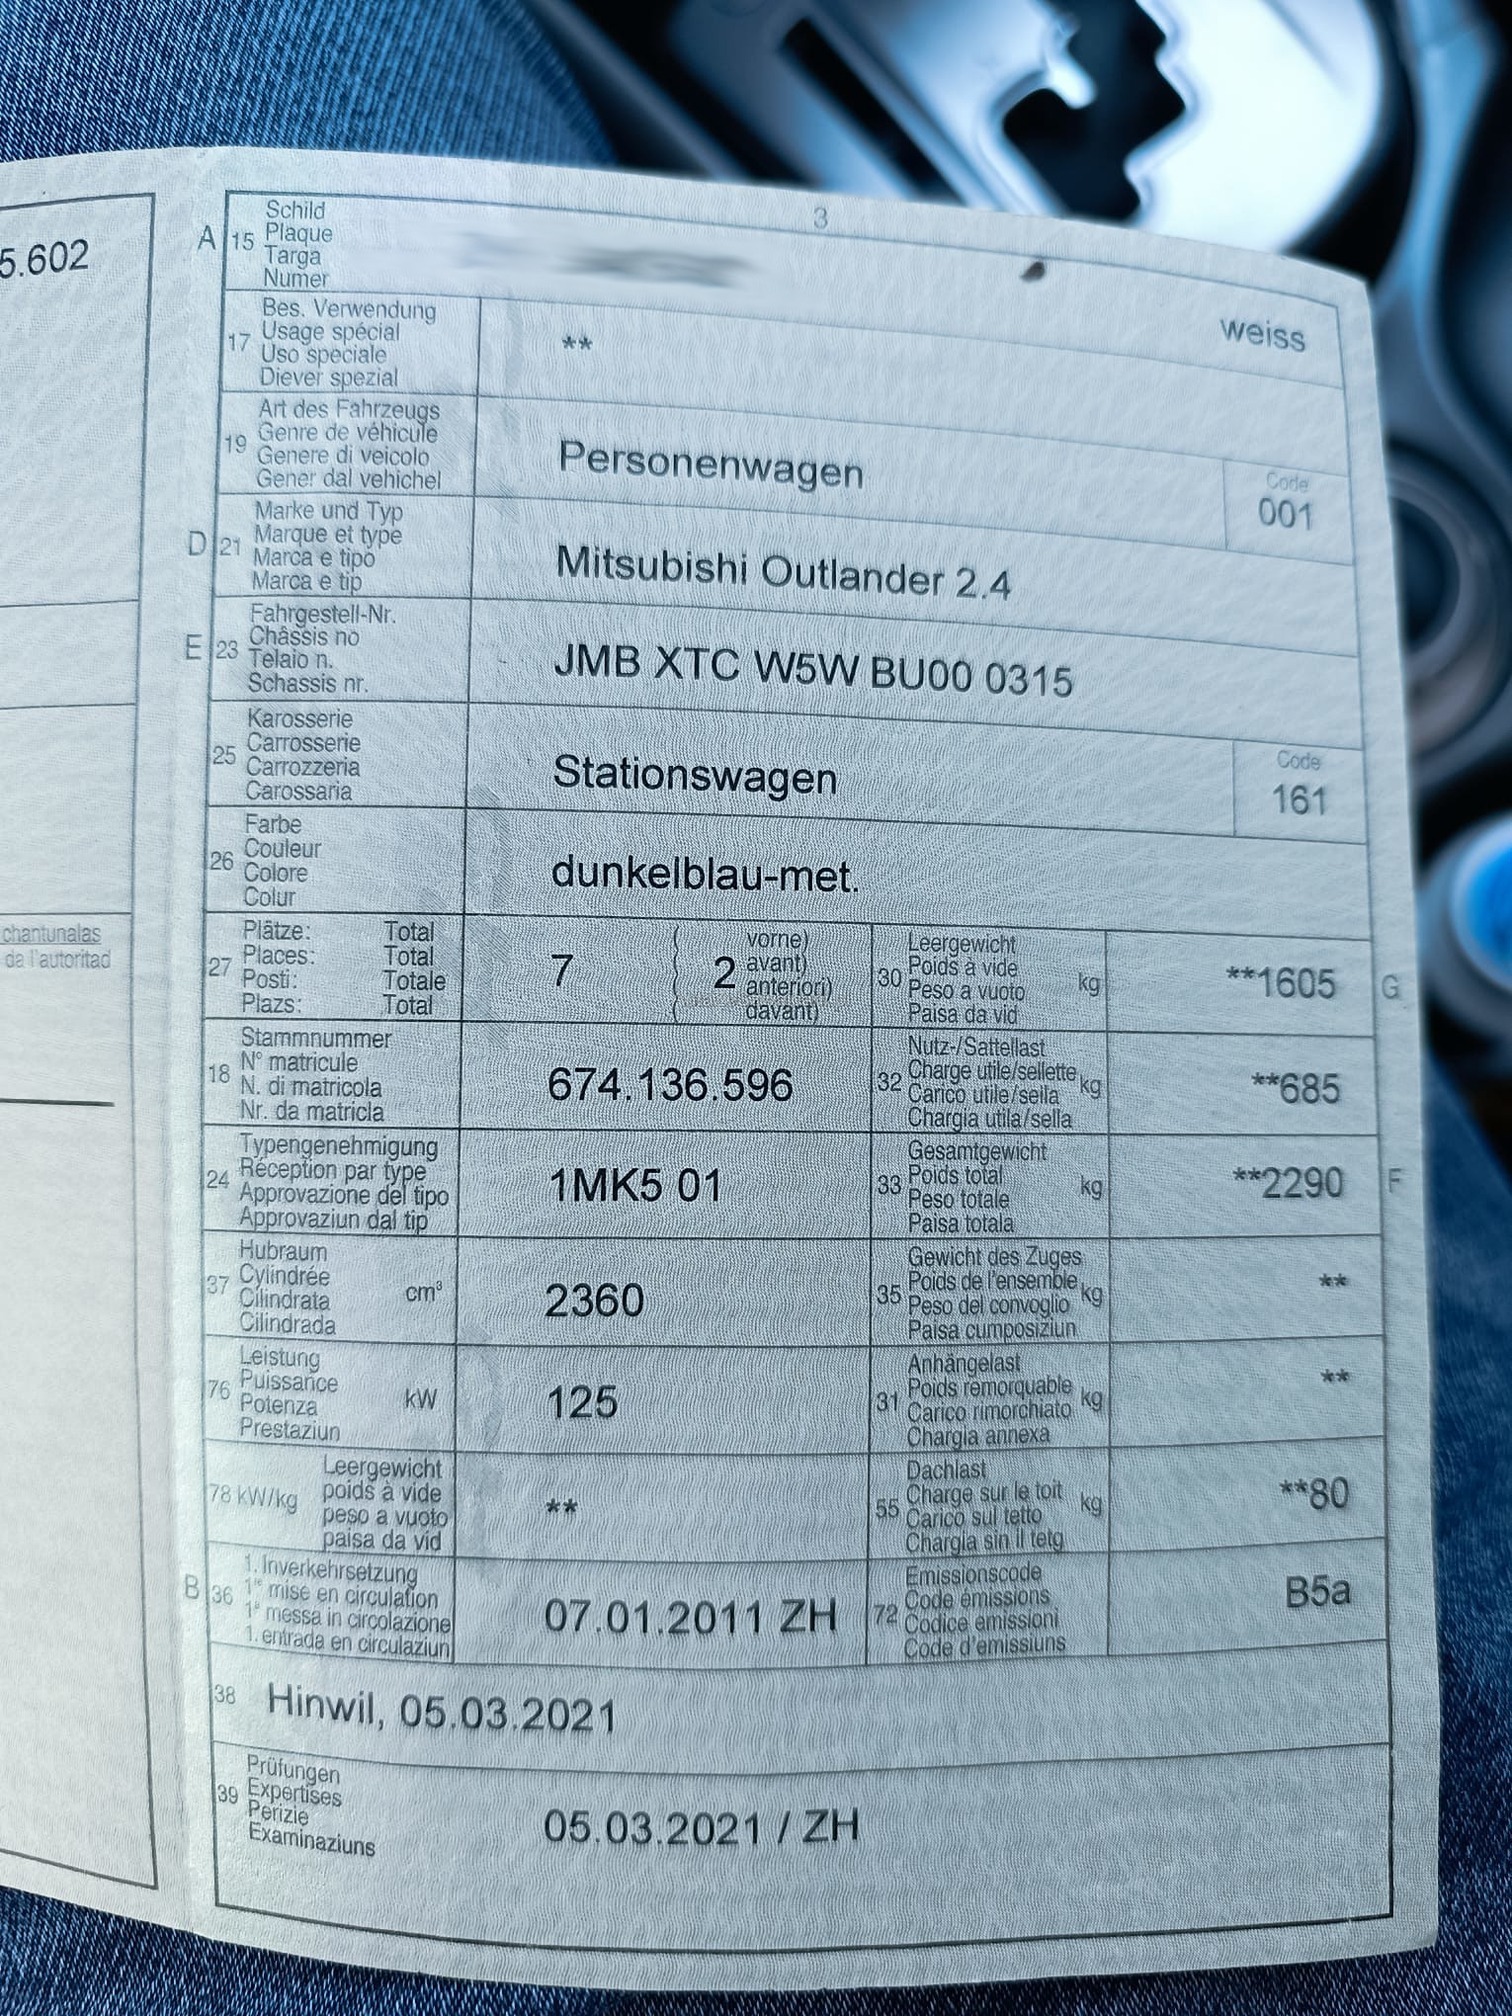 5.602
chantunalas
da l'autoritad
3
A 15 Schild
Plaque
Targa
Numer
weiss
17 Bes. Verwendung
Usage spécial
Uso speciale
Diever spezial
**
19 Art des Fahrzeugs
Genre de véhicule
Genere di veicolo
Gener dal vehichel
Personenwagen
Code
001
D 21 Marke und Typ
Marque et type
Marca e tipo
Marca e tip
Mitsubishi Outlander 2.4
E 23 Fahrgestell-Nr.
Châssis no
Telaio n.
Schassis nr.
JMB XTC W5W BU00 0315
25 Karosserie
Carrosserie
Carrozzeria
Carossaria
Stationswagen
Code
161
26 Farbe
Couleur
Colore
Colur
dunkelblau-met.
27 Plätze: Total
Places: Total
Posti: Totale
Plazs: Total
7 ( 2 vorne)
( avant)
( anteriori)
( davant)
30 Leergewicht
Poids à vide
Peso a vuoto
Paisa da vid
kg
**1605 G
18 Stammnummer
N° matricule
N. di matricola
Nr. da matricla
674.136.596
32 Nutz-/Sattellast
Charge utile/sellette
Carico utile/sella
Chargia utila/sella
kg
**685
24 Typengenehmigung
Réception par type
Approvazione del tipo
Approvaziun dal tip
1MK5 01
33 Gesamtgewicht
Poids total
Peso totale
Paisa totala
kg
**2290 F
37 Hubraum
Cylindrée
Cilindrata
Cilindrada
cm³
2360
35 Gewicht des Zuges
Poids de l'ensemble
Peso del convoglio
Paisa cumposiziun
kg
**
76 Leistung
Puissance
Potenza
Prestaziun
kW
125
31 Anhängelast
Poids remorquable
Carico rimorchiato
Chargia annexa
kg
**
78 kW/kg Leergewicht
poids à vide
peso a vuoto
paisa da vid
**
55 Dachlast
Charge sur le toit
Carico sul tetto
Chargia sin il tetg
kg
**80
B 36 1. Inverkehrsetzung
1re mise en circulation
1a messa in circolazione
1. entrada en circulaziun
07.01.2011 ZH
72 Emissionscode
Code émissions
Codice emissioni
Code d'emissiuns
B5a
38 Hinwil, 05.03.2021
39 Prüfungen
Expertises
Perizie
Examinaziuns
05.03.2021 / ZH